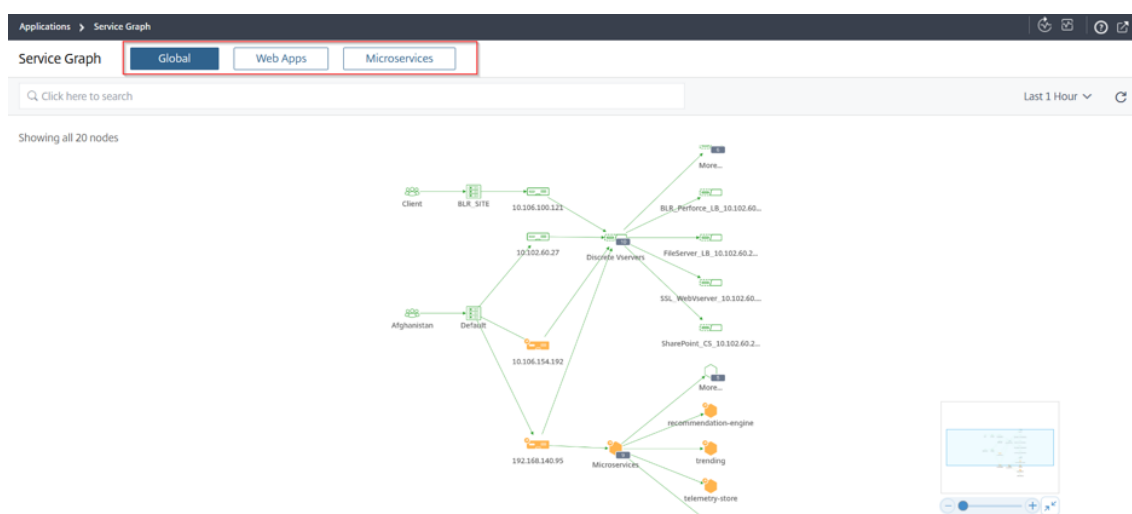 Applications > Service Graph
Service Graph Global Web Apps Microservices
Click here to search
Last 1 Hour
Showing all 20 nodes
More...
Client BLR_SITE 10.106.100.121 BLR_Perforce_LB_10.102.60...
10.102.60.27 Discrete Vservers FileServer_LB_10.102.60.2...
SSL_WebVserver_10.102.60....
Afghanistan Default
SharePoint_CS_10.102.60.2...
10.106.154.192
More...
recommendation-engine
192.168.140.95 Microservices trending
telemetry-store